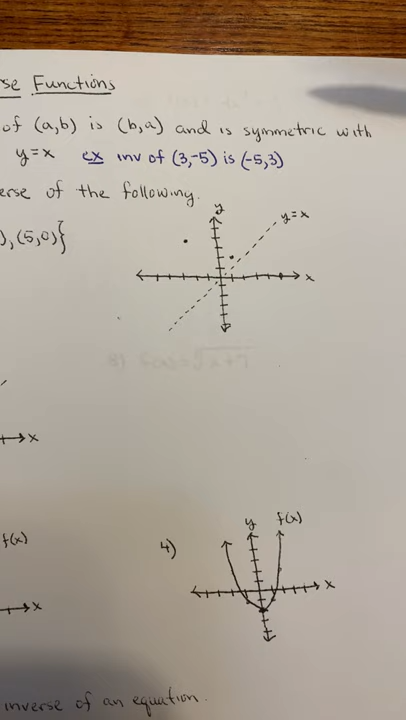 se Functions
of (a,b) is (b,a) and is symmetric with
y=x ex inv of (3,-5) is (-5,3)
erse of the following.
), (5,0)}
y
y=x
x
x
f(x)
4)
y
f(x)
x
x
inverse of an equation.